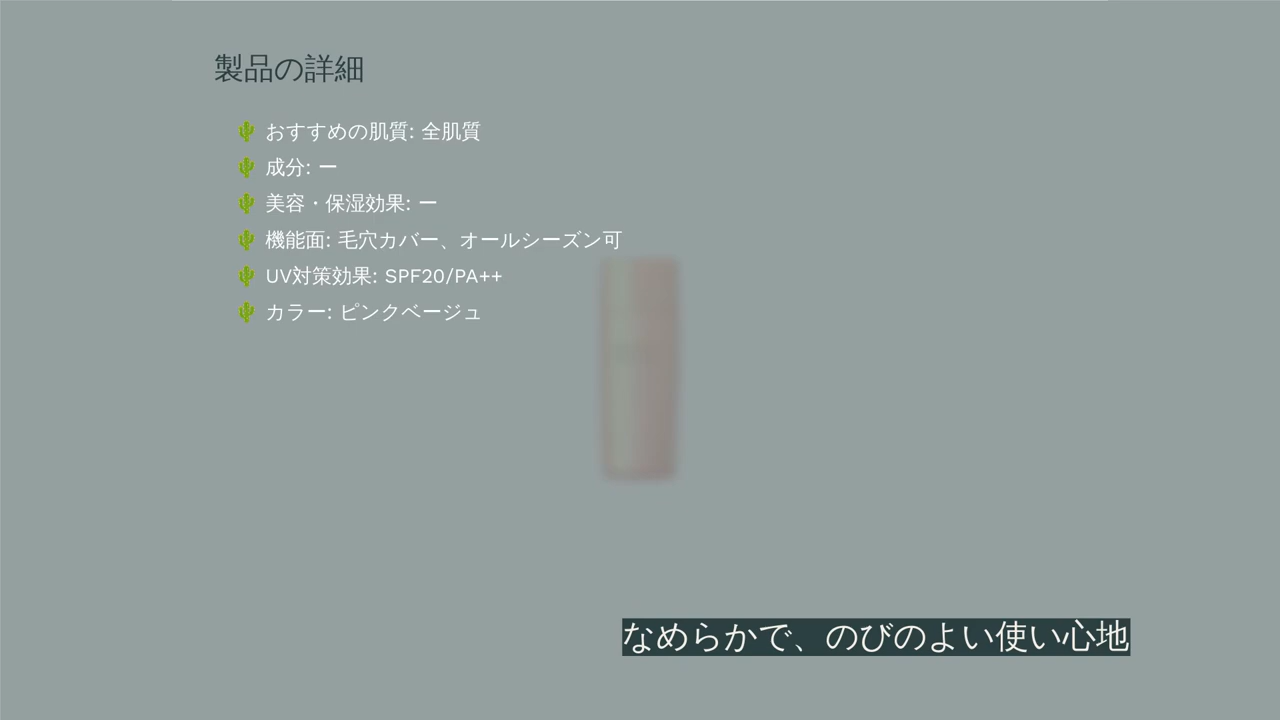 製品の詳細
おすすめの肌質: 全肌質
成分: ー
美容・保湿効果: ー
機能面: 毛穴カバー、オールシーズン可
UV対策効果: SPF20/PA++
カラー: ピンクベージュ
なめらかで、のびのよい使い心地